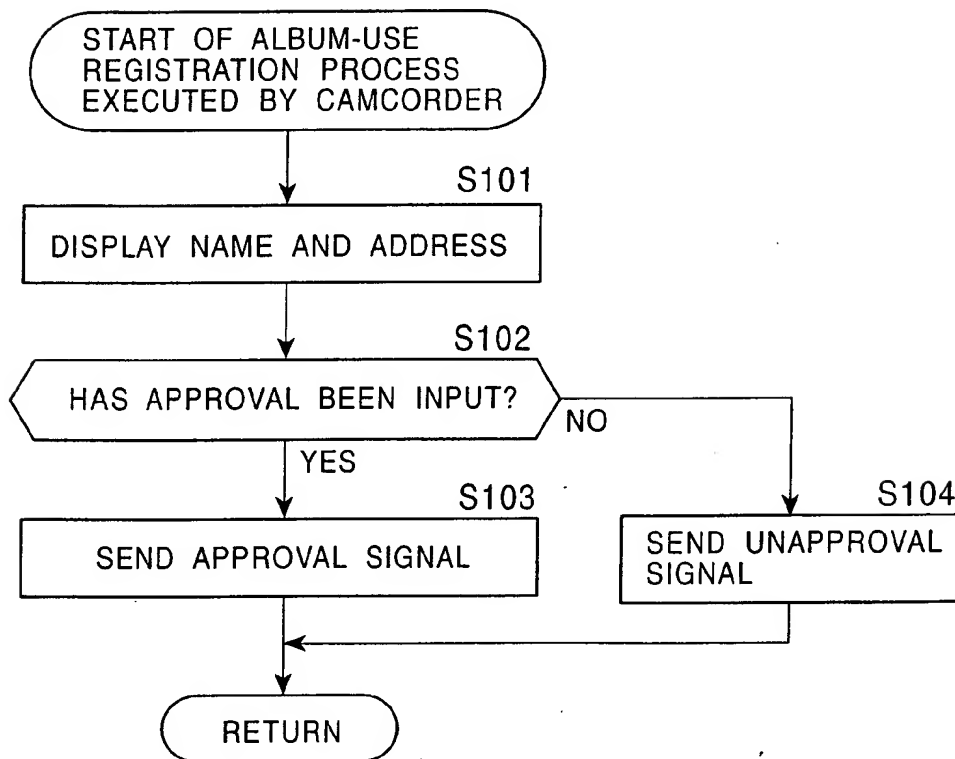 START OF ALBUM-USE
REGISTRATION PROCESS
EXECUTED BY CAMCORDER
S101
DISPLAY NAME AND ADDRESS
S102
HAS APPROVAL BEEN INPUT?
NO
YES
S103
SEND APPROVAL SIGNAL
S104
SEND UNAPPROVAL
SIGNAL
RETURN